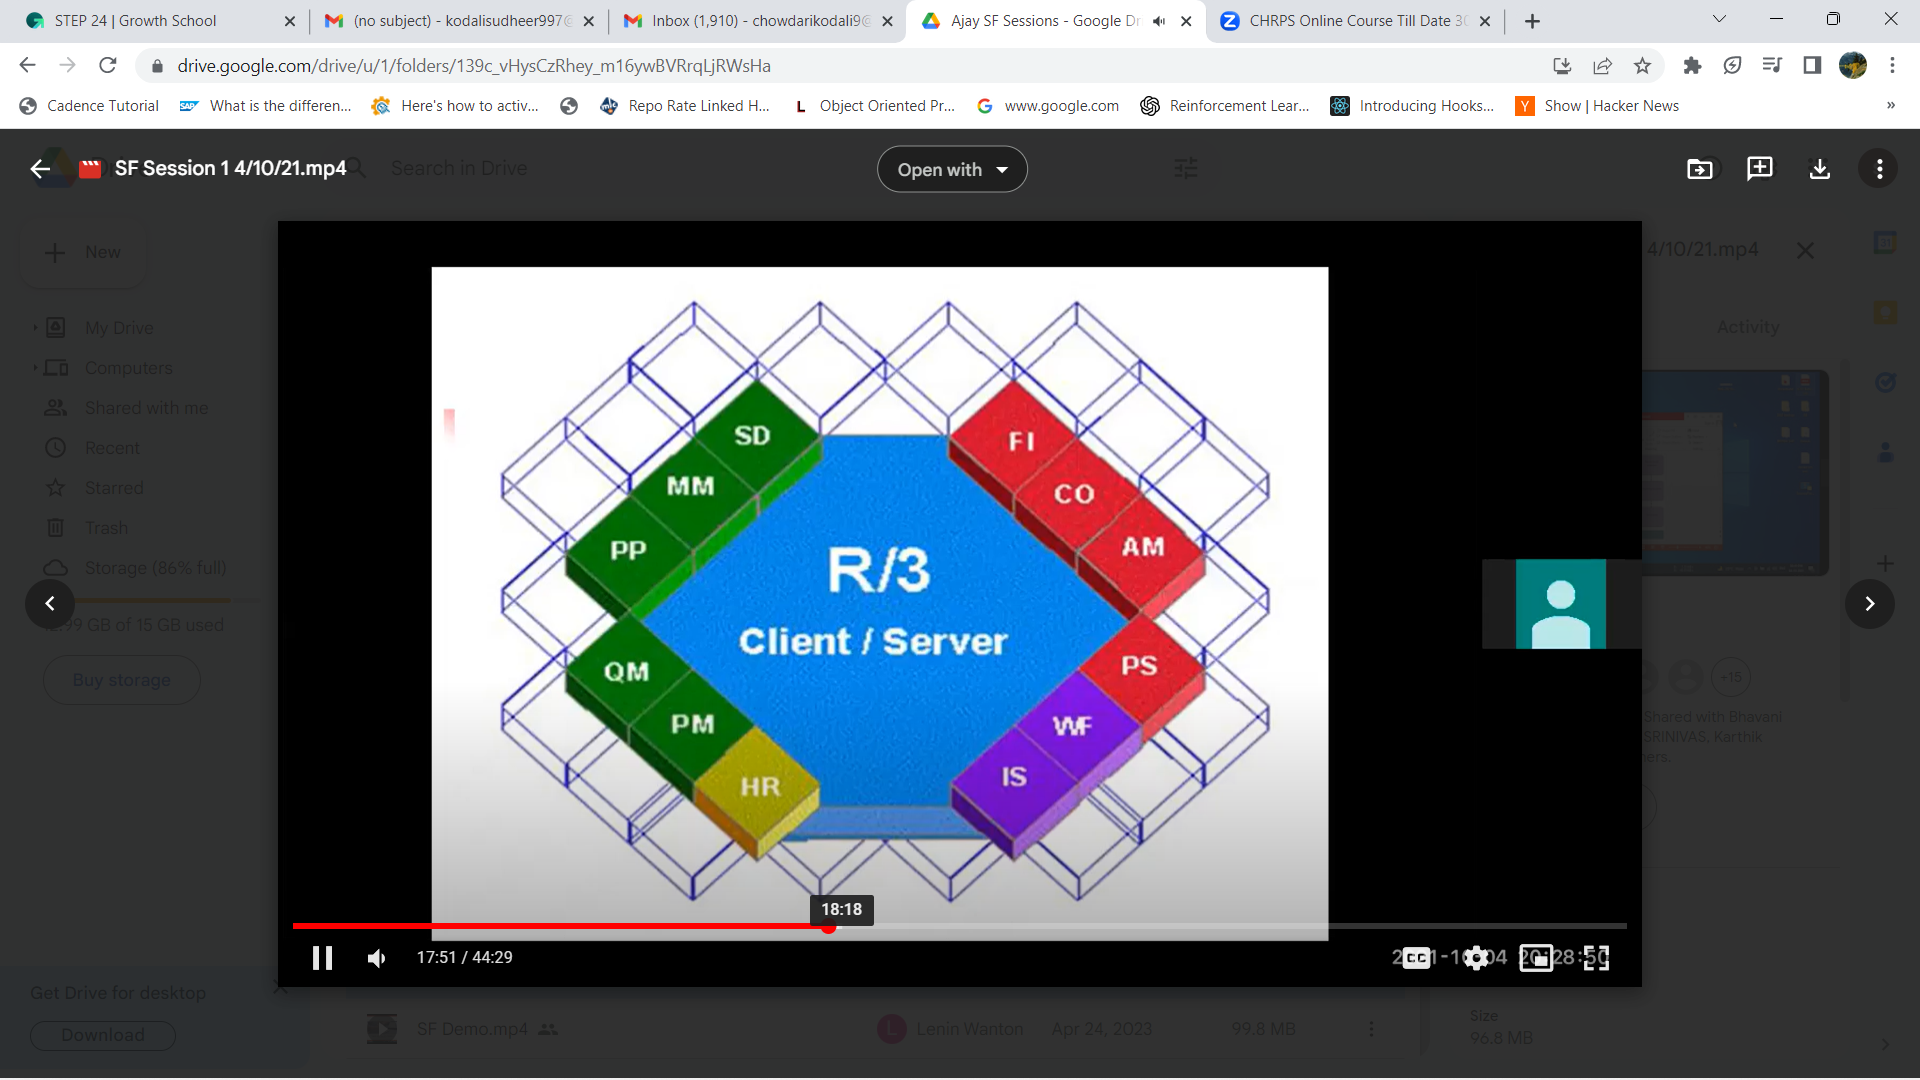 STEP 24 | Growth School
(no subject) - kodalisudheer997@
Inbox (1,910) - chowdarikodali9@
Ajay SF Sessions - Google Dr
CHRPS Online Course Till Date 30
drive.google.com/drive/u/1/folders/139c_vHysCzRhey_m16ywBVRrqLjRWsHa
Cadence Tutorial
SAP
What is the differen...
Here's how to activ...
Repo Rate Linked H...
L
Object Oriented Pr...
www.google.com
Reinforcement Lear...
Introducing Hooks...
Y
Show | Hacker News
»
SF Session 1 4/10/21.mp4
Search in Drive
Open with
New
4/10/21.mp4
My Drive
Computers
Activity
Shared with me
Recent
Starred
Trash
Storage (86% full)
.99 GB of 15 GB used
Buy storage
SD
MM
PP
FI
CO
AM
R/3
Client / Server
QM
PM
HR
PS
WF
IS
+15
Shared with Bhavani
SRINIVAS, Karthik
18:18
17:51 / 44:29
CC
20:28:50
Get Drive for desktop
Download
SF Demo.mp4
L
Lenin Wanton
Apr 24, 2023
99.8 MB
Size
96.8 MB